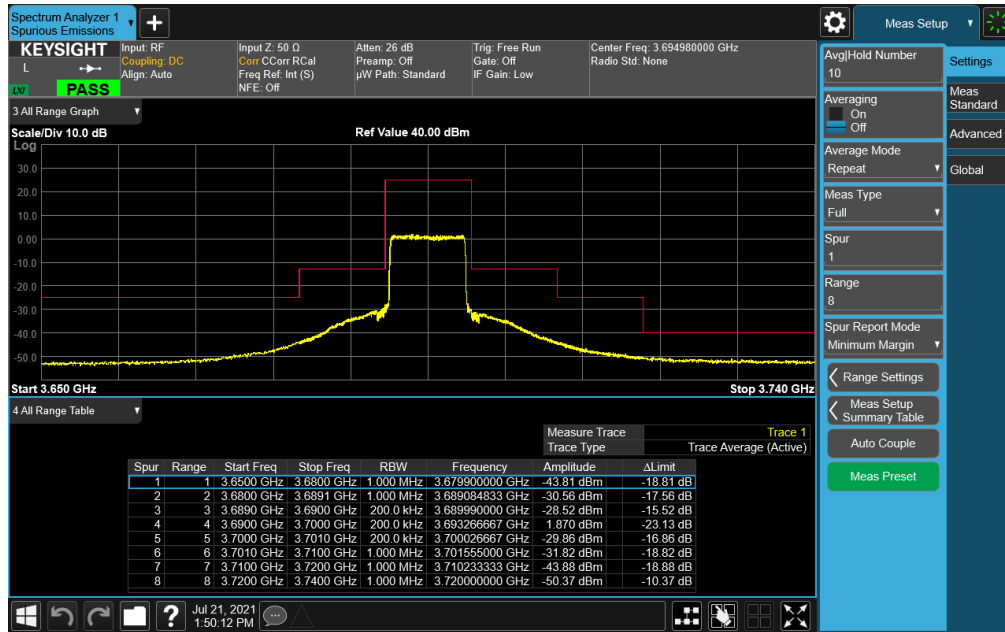 Spectrum Analyzer 1
Spurious Emissions
Meas Setup
KEYSIGHT
L
LXI
PASS
Input: RF
Coupling: DC
Align: Auto
Input Z: 50 Ω
Corr CCorr RCal
Freq Ref: Int (S)
NFE: Off
Atten: 26 dB
Preamp: Off
µW Path: Standard
Trig: Free Run
Gate: Off
IF Gain: Low
Center Freq: 3.694980000 GHz
Radio Std: None
3 All Range Graph
Scale/Div 10.0 dB
Ref Value 40.00 dBm
Log
30.0
20.0
10.0
0.00
-10.0
-20.0
-30.0
-40.0
-50.0
Start 3.650 GHz
Stop 3.740 GHz
4 All Range Table
Measure Trace Trace 1
Trace Type Trace Average (Active)
Spur Range Start Freq Stop Freq RBW Frequency Amplitude ΔLimit
1 1 3.6500 GHz 3.6800 GHz 1.000 MHz 3.679900000 GHz -43.81 dBm -18.81 dB
2 2 3.6800 GHz 3.6891 GHz 1.000 MHz 3.689084833 GHz -30.56 dBm -17.56 dB
3 3 3.6890 GHz 3.6900 GHz 200.0 kHz 3.689990000 GHz -28.52 dBm -15.52 dB
4 4 3.6900 GHz 3.7000 GHz 200.0 kHz 3.693266667 GHz 1.870 dBm -23.13 dB
5 5 3.7000 GHz 3.7010 GHz 200.0 kHz 3.700026667 GHz -29.86 dBm -16.86 dB
6 6 3.7010 GHz 3.7100 GHz 1.000 MHz 3.701555000 GHz -31.82 dBm -18.82 dB
7 7 3.7100 GHz 3.7200 GHz 1.000 MHz 3.710233333 GHz -43.88 dBm -18.88 dB
8 8 3.7200 GHz 3.7400 GHz 1.000 MHz 3.720000000 GHz -50.37 dBm -10.37 dB
Avg|Hold Number
10
Averaging
On
Off
Average Mode
Repeat
Meas Type
Full
Spur
1
Range
8
Spur Report Mode
Minimum Margin
Range Settings
Meas Setup
Summary Table
Auto Couple
Meas Preset
Settings
Meas
Standard
Advanced
Global
?
Jul 21, 2021
1:50:12 PM